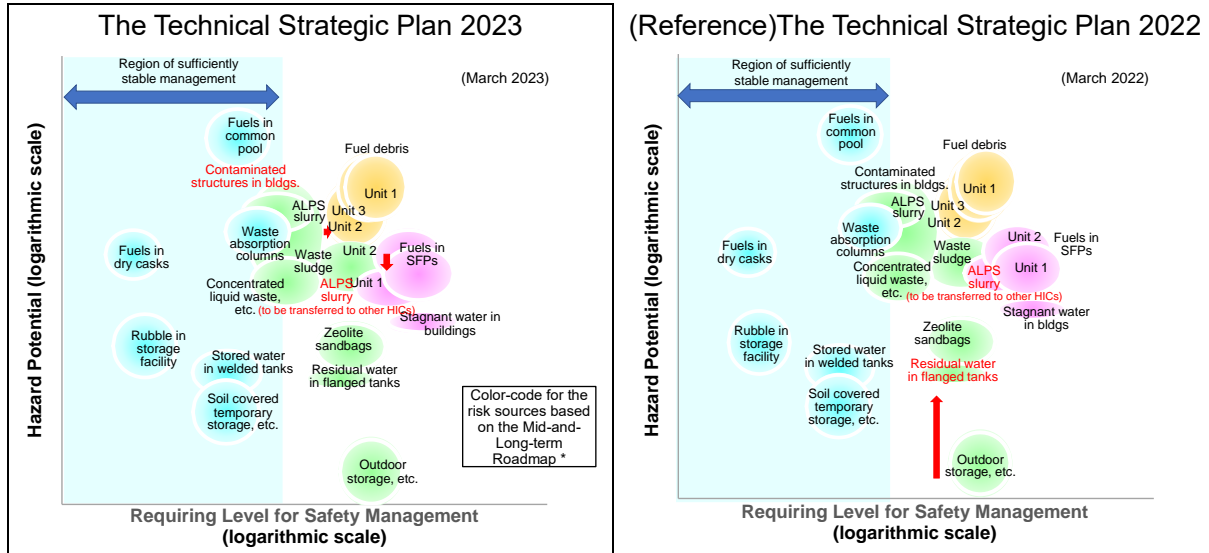 The Technical Strategic Plan 2023
Region of sufficiently
stable management
(March 2023)
Fuels in
common
pool
Fuel debris
Contaminated
structures in bldgs.
Unit 1
ALPS
slurry
Unit 3
Unit 2
Waste
absorption
columns
Fuels in
dry casks
Waste
sludge
Unit 2
Fuels in
SFPs
Unit 1
Concentrated
liquid waste,
etc.
ALPS
slurry
(to be transferred to other HICs)
Stagnant water in
buildings
Rubble in
storage
facility
Zeolite
sandbags
Stored water
in welded tanks
Residual water
in flanged tanks
Soil covered
temporary
storage, etc.
Color-code for the
risk sources based
on the Mid-and-
Long-term
Roadmap *
Outdoor
storage, etc.
Hazard Potential (logarithmic scale)
Requiring Level for Safety Management
(logarithmic scale)
(Reference)The Technical Strategic Plan 2022
Region of sufficiently
stable management
(March 2022)
Fuels in
common
pool
Fuel debris
Contaminated
structures in bldgs.
Unit 1
ALPS
slurry
Unit 3
Unit 2
Waste
absorption
columns
Fuels in
dry casks
Waste
sludge
Unit 2
Fuels in
SFPs
Unit 1
Concentrated
liquid waste,
etc.
ALPS
slurry
(to be transferred to other HICs)
Stagnant water
in bldgs
Rubble in
storage
facility
Zeolite
sandbags
Stored water
in welded tanks
Residual water
in flanged tanks
Soil covered
temporary
storage, etc.
Outdoor
storage, etc.
Hazard Potential (logarithmic scale)
Requiring Level for Safety Management
(logarithmic scale)